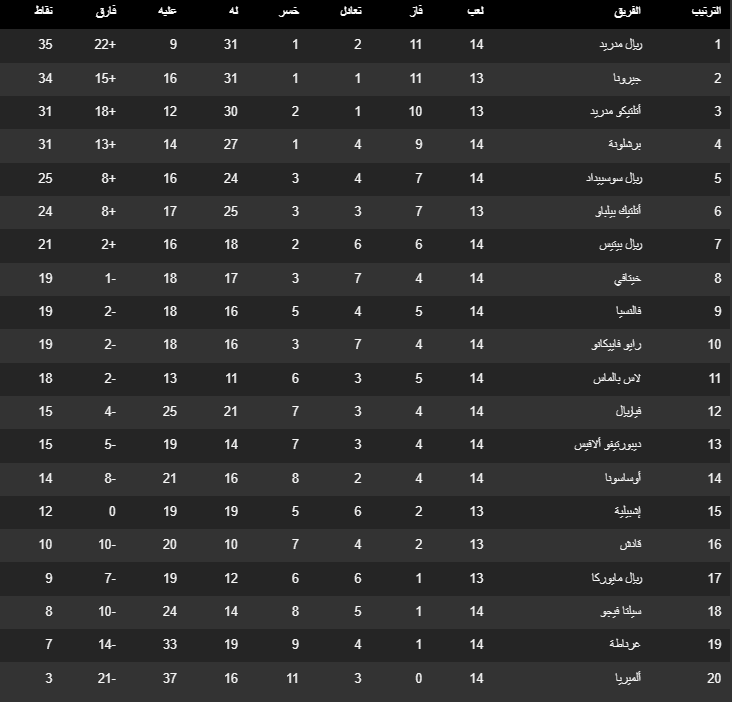 الترتيب الفريق لعب فاز تعادل خسر له عليه فارق نقاط
1 ريال مدريد 14 11 2 1 31 9 +22 35
2 جيرونا 13 11 1 1 31 16 +15 34
3 أتلتيكو مدريد 13 10 1 2 30 12 +18 31
4 برشلونة 14 9 4 1 27 14 +13 31
5 ريال سوسييداد 14 7 4 3 24 16 +8 25
6 أتلتيك بيلباو 13 7 3 3 25 17 +8 24
7 ريال بيتيس 14 6 6 2 18 16 +2 21
8 خيتافي 14 4 7 3 17 18 -1 19
9 فالنسيا 14 5 4 5 16 18 -2 19
10 رايو فاييكانو 14 4 7 3 16 18 -2 19
11 لاس بالماس 14 5 3 6 11 13 -2 18
12 فياريال 14 4 3 7 21 25 -4 15
13 ديبورتيفو ألافيس 14 4 3 7 14 19 -5 15
14 أوساسونا 14 4 2 8 16 21 -8 14
15 إشبيلية 13 2 6 5 19 19 0 12
16 قادش 13 2 4 7 10 20 -10 10
17 ريال مايوركا 13 1 6 6 12 19 -7 9
18 سيلتا فيجو 14 1 5 8 14 24 -10 8
19 غرناطة 14 1 4 9 19 33 -14 7
20 ألميريا 14 0 3 11 16 37 -21 3